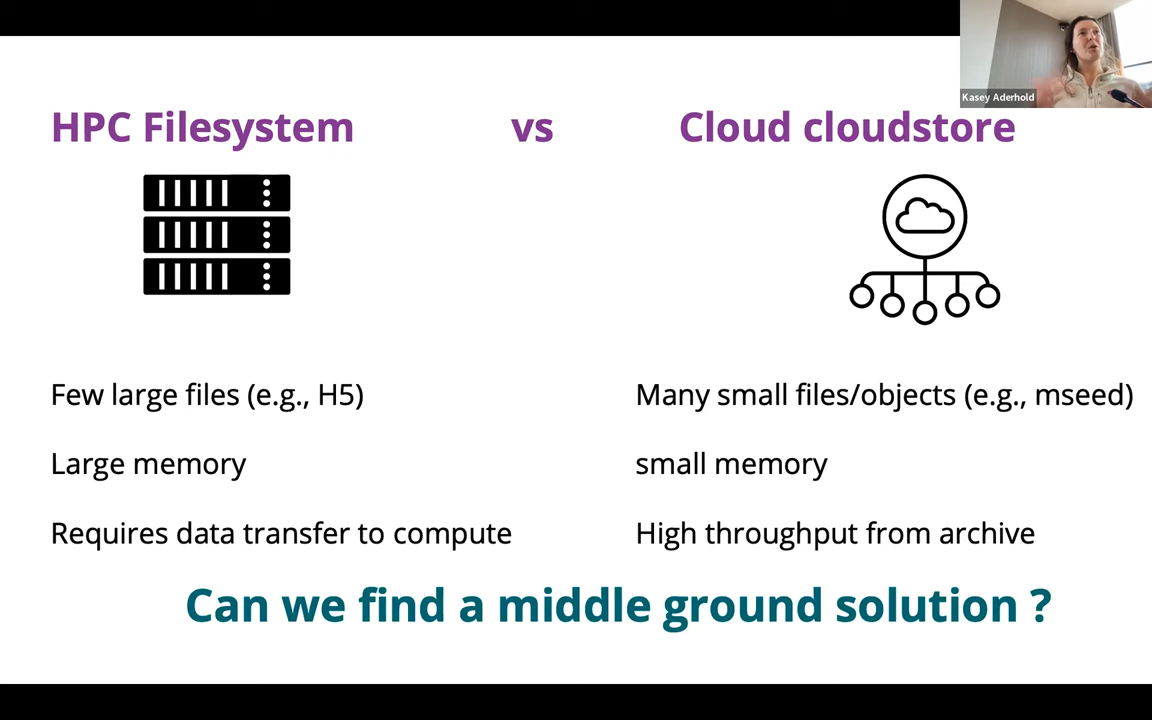 Kasey Aderhold
HPC Filesystem vs Cloud cloudstore
Few large files (e.g., H5) Many small files/objects (e.g., mseed)
Large memory small memory
Requires data transfer to compute High throughput from archive
Can we find a middle ground solution ?